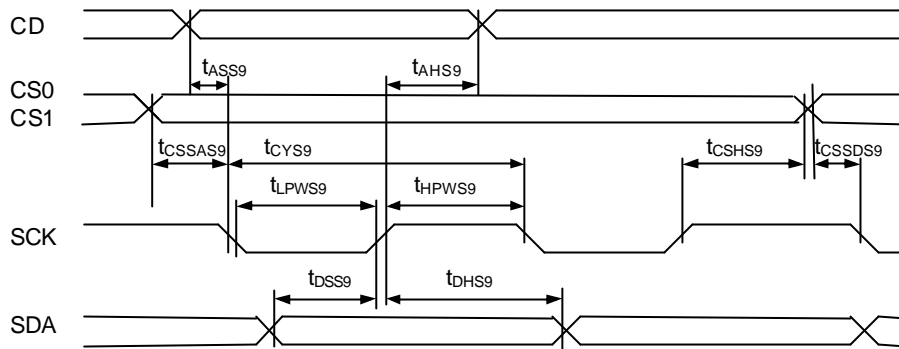 CD
tASS9 tAHS9
CS0
CS1
tCSSAS9 tCYS9 tCSHS9 tCSSDS9
tLPWS9 tHPWS9
SCK
tDSS9 tDHS9
SDA